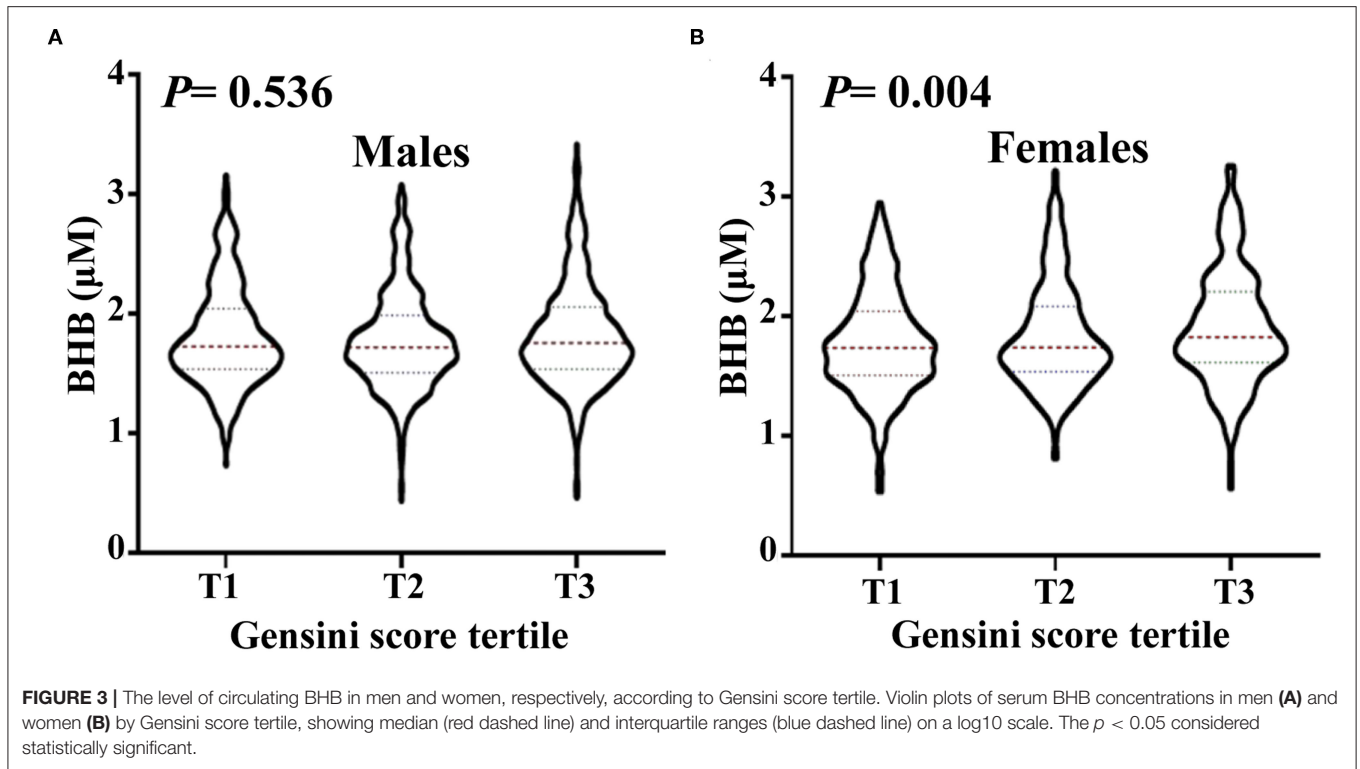 A
4
3
2
1
0
BHB (µM)
P= 0.536
Males
T1 T2 T3
Gensini score tertile
B
4
3
2
1
0
BHB (µM)
P= 0.004
Females
T1 T2 T3
Gensini score tertile
FIGURE 3 | The level of circulating BHB in men and women, respectively, according to Gensini score tertile. Violin plots of serum BHB concentrations in men (A) and
women (B) by Gensini score tertile, showing median (red dashed line) and interquartile ranges (blue dashed line) on a log10 scale. The p < 0.05 considered
statistically significant.